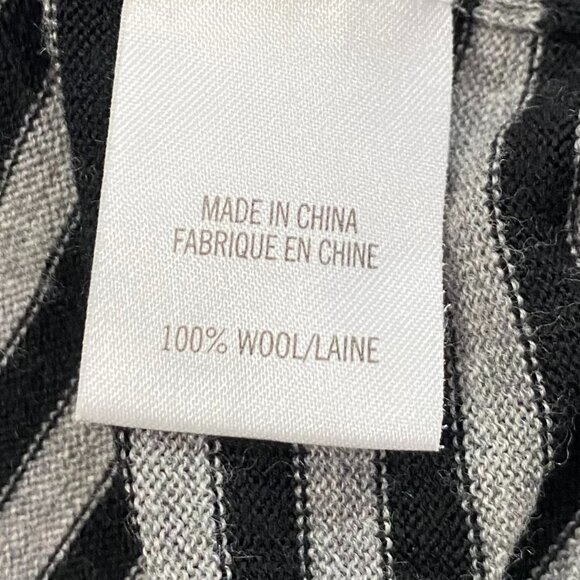 MADE IN CHINA
FABRIQUE EN CHINE
100% WOOL/LAINE